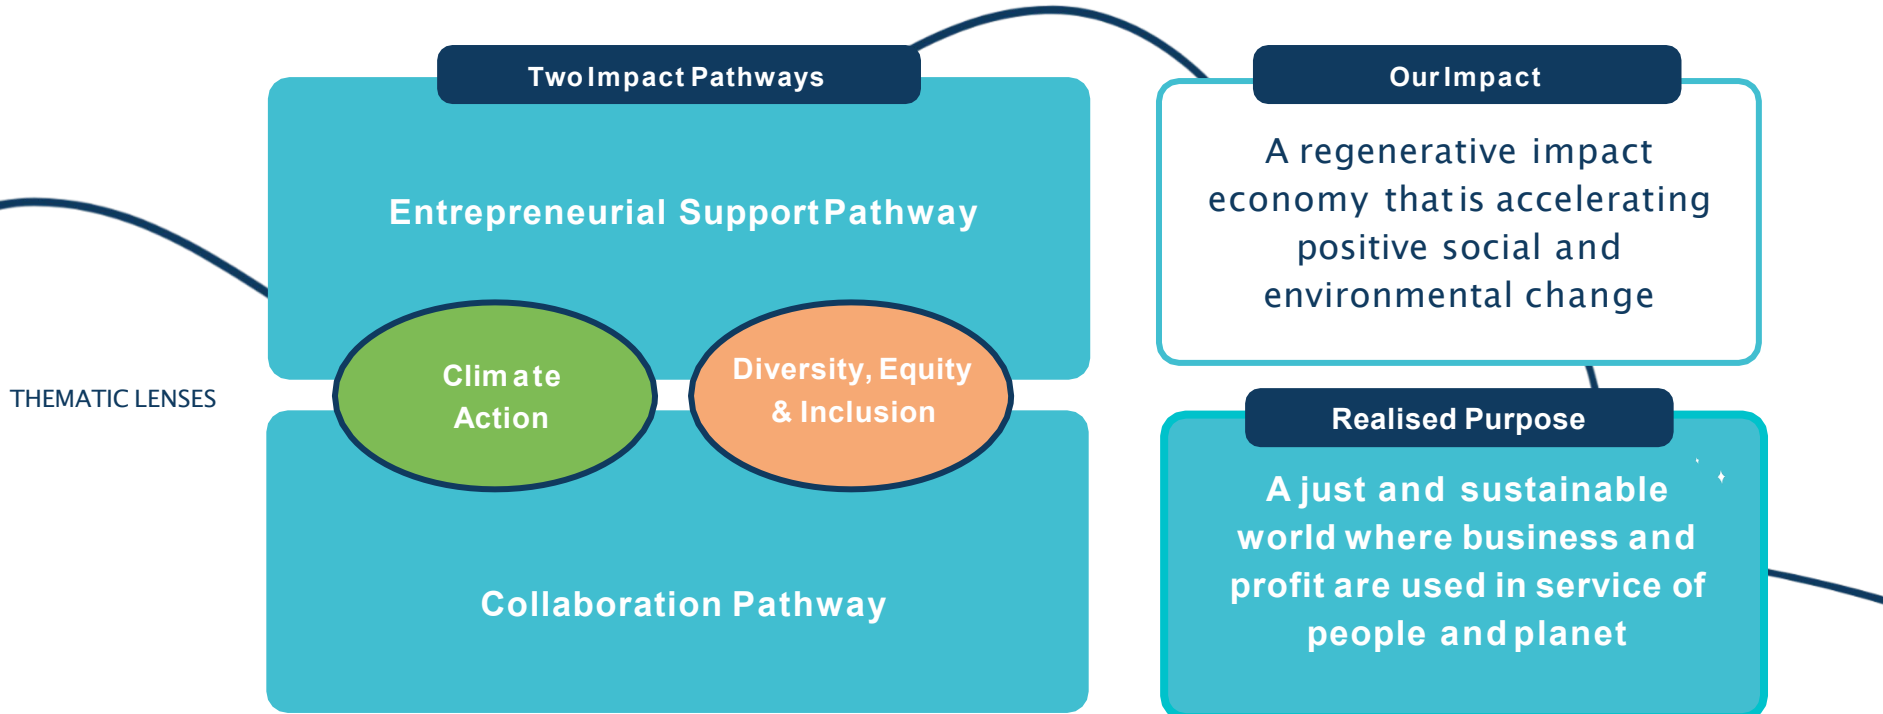 Two Impact Pathways
Entrepreneurial Support Pathway
Climate
Action
Diversity, Equity
& Inclusion
THEMATIC LENSES
Collaboration Pathway
Our Impact
A regenerative impact
economy that is accelerating
positive social and
environmental change
Realised Purpose
A just and sustainable
world where business and
profit are used in service of
people and planet